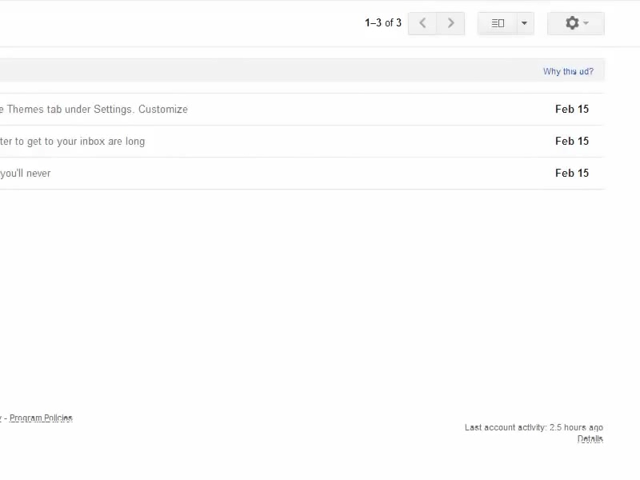 1–3 of 3
Why this ad?
e Themes tab under Settings. Customize
Feb 15
ter to get to your inbox are long
Feb 15
you'll never
Feb 15
- Program Policies
Last account activity: 2.5 hours ago
Details